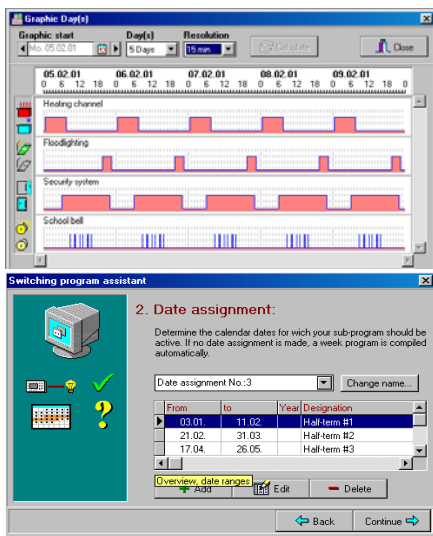 Graphic Day(s)
Graphic start Day(s) Resolution
Mo. 05.02.01 5 Days 15 min Calculate Close
05.02.01 06.02.01 07.02.01 08.02.01 09.02.01
0 6 12 18 0 6 12 18 0 6 12 18 0 6 12 18 0 6 12 18 0
Heating channel
Floodlighting
Security system
School bell
Switching program assistant
2. Date assignment:
Determine the calendar dates for wich your sub-program should be
active. If no date assignment is made, a week program is compiled
automatically.
Date assignment No.:3 Change name...
From to Year Designation
03.01. 11.02. Half-term #1
21.02. 31.03. Half-term #2
17.04. 26.05. Half-term #3
Overview, date ranges
Add Edit Delete
Back Continue